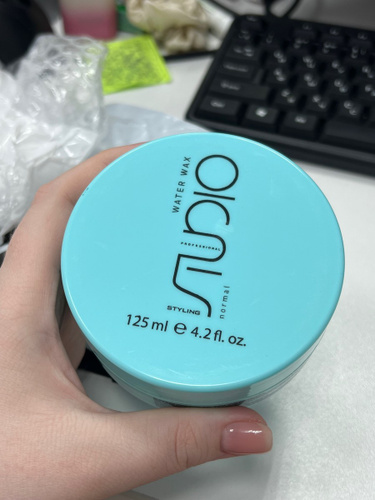 WATER WAX
STUDIO
PROFESSIONAL
normal
STYLING
125 ml ℮ 4.2 fl. oz.